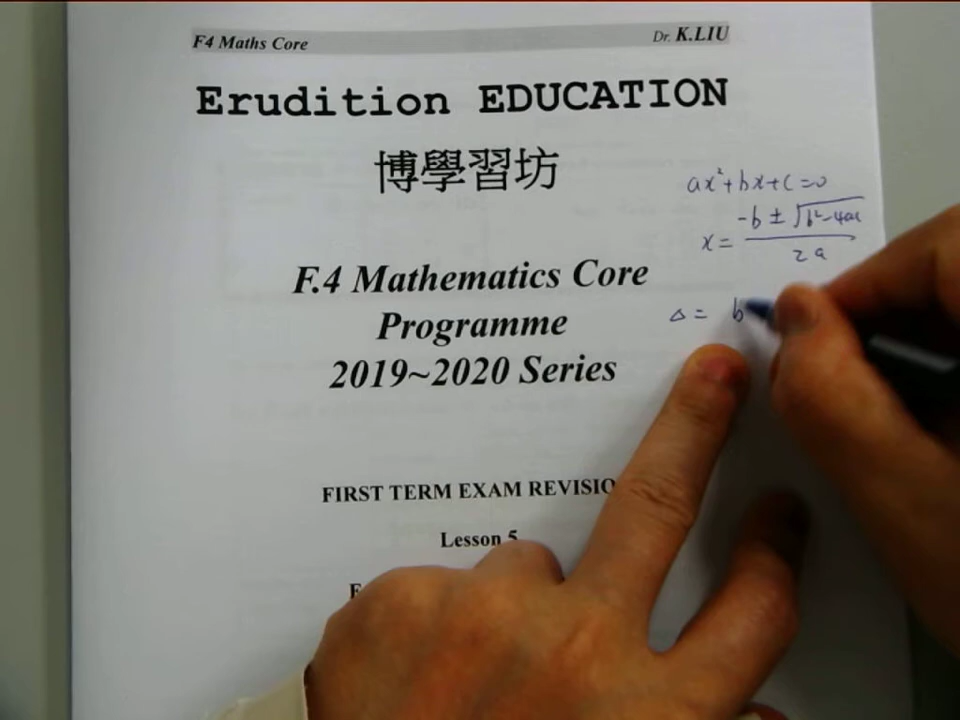 F4 Maths Core
Dr. K.LIU
Erudition EDUCATION
博學習坊
ax²+bx+c=0
x = -b ± √b²-4ac / 2a
F.4 Mathematics Core
Programme
2019~2020 Series
Δ = b
FIRST TERM EXAM REVISIO
Lesson 5